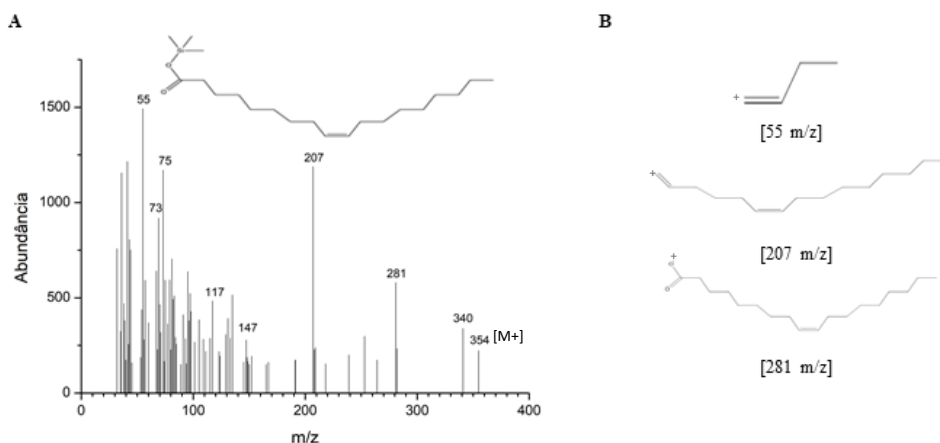 A
B
Si
O
O
Abundância
1500
1000
500
0
55
75
73
117
147
207
281
340
354 [M+]
0
100
200
300
400
m/z
+
[55 m/z]
+
[207 m/z]
+
O
O
[281 m/z]